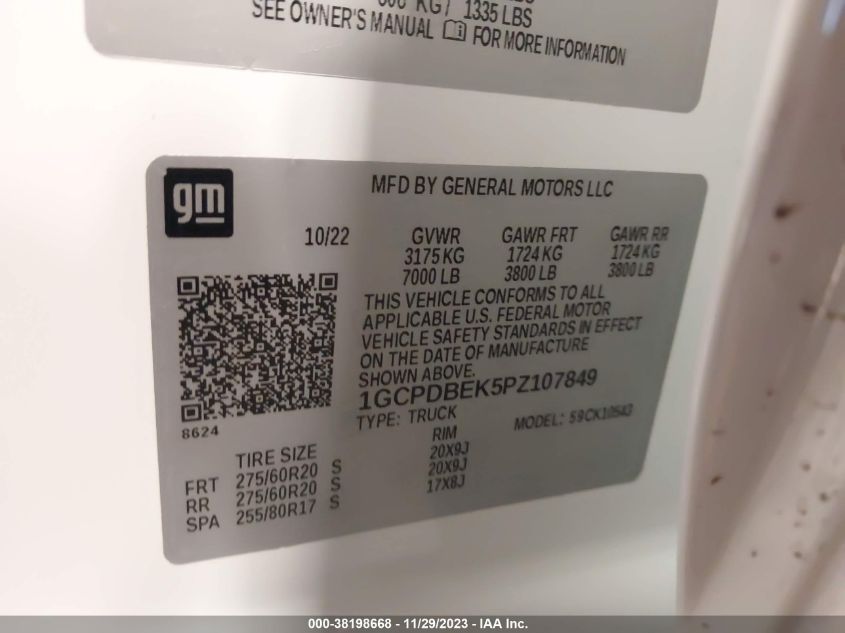 KG) 1335 LBS
SEE OWNER'S MANUAL FOR MORE INFORMATION
gm
MFD BY GENERAL MOTORS LLC
10/22 GVWR GAWR FRT GAWR RR
3175 KG 1724 KG 1724 KG
7000 LB 3800 LB 3800 LB
THIS VEHICLE CONFORMS TO ALL
APPLICABLE U.S. FEDERAL MOTOR
VEHICLE SAFETY STANDARDS IN EFFECT
ON THE DATE OF MANUFACTURE
SHOWN ABOVE.
1GCPDBEK5PZ107849
TYPE: TRUCK MODEL: 59CK10543
8624
TIRE SIZE RIM
FRT 275/60R20 S 20X9J
RR 275/60R20 S 20X9J
SPA 255/80R17 S 17X8J
000-38198668 - 11/29/2023 - IAA Inc.